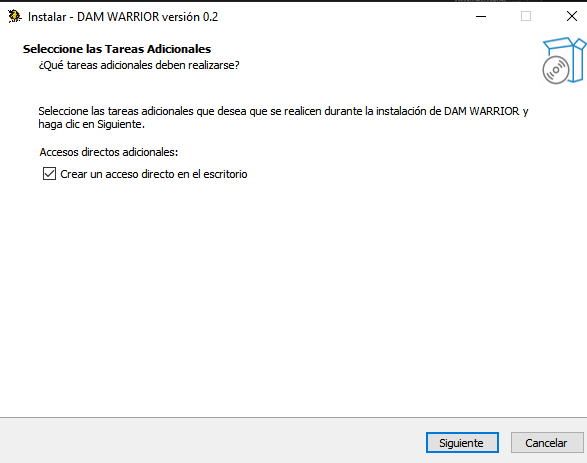 Instalar - DAM WARRIOR versión 0.2
Seleccione las Tareas Adicionales
¿Qué tareas adicionales deben realizarse?
Seleccione las tareas adicionales que desea que se realicen durante la instalación de DAM WARRIOR y
haga clic en Siguiente.
Accesos directos adicionales:
Crear un acceso directo en el escritorio
Siguiente
Cancelar